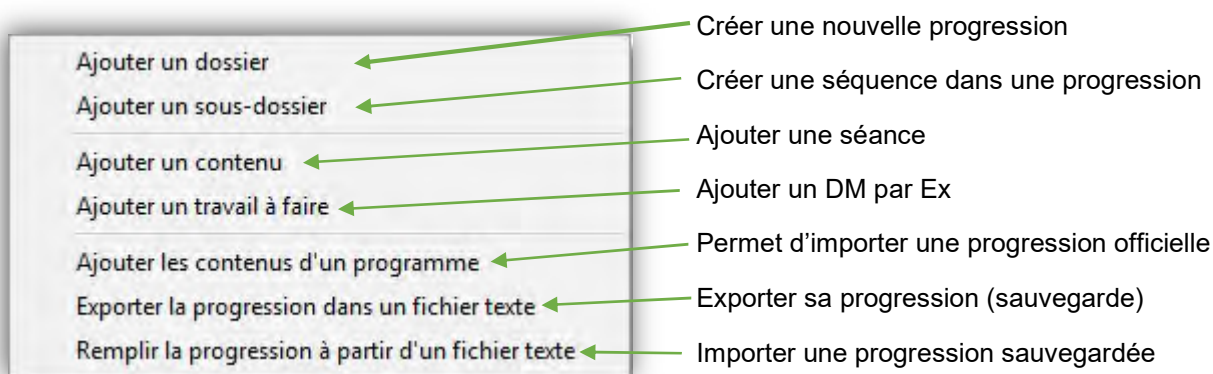 Créer une nouvelle progression
Ajouter un dossier
Créer une séquence dans une progression
Ajouter un sous-dossier
Ajouter une séance
Ajouter un contenu
Ajouter un DM par Ex
Ajouter un travail à faire
Permet d'importer une progression officielle
Ajouter les contenus d'un programme
Exporter sa progression (sauvegarde)
Exporter la progression dans un fichier texte
Importer une progression sauvegardée
Remplir la progression à partir d'un fichier texte